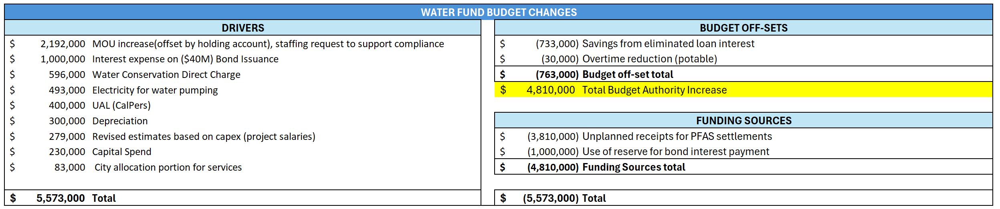 WATER FUND BUDGET CHANGES
DRIVERS
$ 2,192,000 MOU increase(offset by holding account), staffing request to support compliance
$ 1,000,000 Interest expense on ($40M) Bond Issuance
$ 596,000 Water Conservation Direct Charge
$ 493,000 Electricity for water pumping
$ 400,000 UAL (CalPers)
$ 300,000 Depreciation
$ 279,000 Revised estimates based on capex (project salaries)
$ 230,000 Capital Spend
$ 83,000 City allocation portion for services
$ 5,573,000 Total
BUDGET OFF-SETS
$ (733,000) Savings from eliminated loan interest
$ (30,000) Overtime reduction (potable)
$ (763,000) Budget off-set total
$ 4,810,000 Total Budget Authority Increase
FUNDING SOURCES
$ (3,810,000) Unplanned receipts for PFAS settlements
$ (1,000,000) Use of reserve for bond interest payment
$ (4,810,000) Funding Sources total
$ (5,573,000) Total